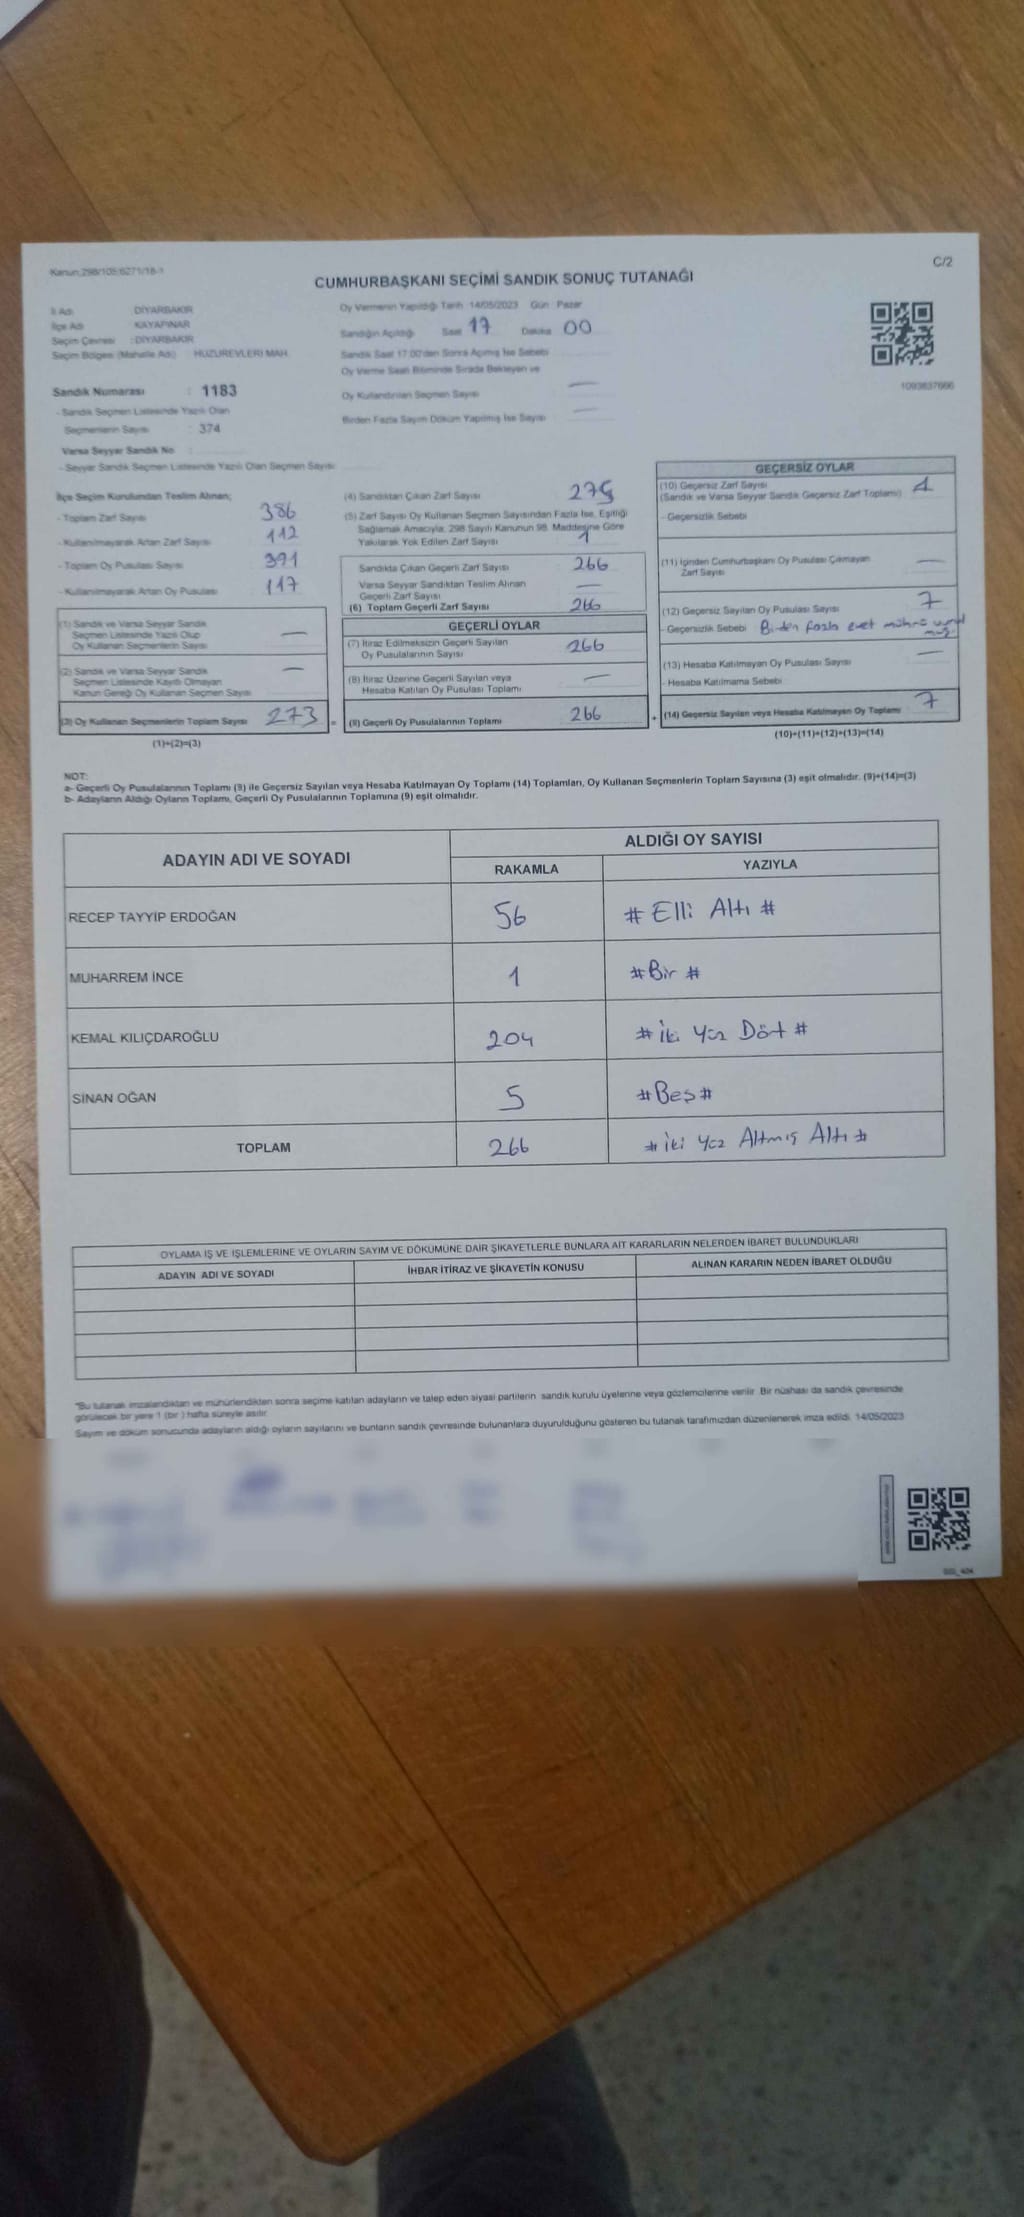 Kanun:298/105;6271/18-1
C/2
CUMHURBAŞKANI SEÇİMİ SANDIK SONUÇ TUTANAĞI
İl Adı DİYARBAKIR
İlçe Adı KAYAPINAR
Seçim Çevresi : DİYARBAKIR
Seçim Bölgesi (Mahalle Adı) HUZUREVLERİ MAH.
Oy Vermenin Yapıldığı Tarih 14/05/2023 Gün Pazar
Sandığın Açıldığı Saat 17 Dakika 00
Sandık Saat 17.00'den Sonra Açılmış İse Sebebi
Oy Verme Saati Bitiminde Sırada Bekleyen ve
Oy Kullandırılan Seçmen Sayısı —
Birden Fazla Sayım Döküm Yapılmış İse Sayısı —
1093637666
Sandık Numarası : 1183
- Sandık Seçmen Listesinde Yazılı Olan
Seçmenlerin Sayısı : 374
Varsa Seyyar Sandık No
- Seyyar Sandık Seçmen Listesinde Yazılı Olan Seçmen Sayısı
İlçe Seçim Kurulundan Teslim Alınan;
- Toplam Zarf Sayısı 386
- Kullanılmayarak Artan Zarf Sayısı 112
- Toplam Oy Pusulası Sayısı 391
- Kullanılmayarak Artan Oy Pusulası 117
(1) Sandık ve Varsa Seyyar Sandık
Seçmen Listesinde Yazılı Olup
Oy Kullanan Seçmenlerin Sayısı —
(2) Sandık ve Varsa Seyyar Sandık
Seçmen Listesinde Kayıtlı Olmayan
Kanun Gereği Oy Kullanan Seçmen Sayısı —
(3) Oy Kullanan Seçmenlerin Toplam Sayısı 273 =
(1)+(2)=(3)
(4) Sandıktan Çıkan Zarf Sayısı
(5) Zarf Sayısı Oy Kullanan Seçmen Sayısından Fazla İse, Eşitliği
Sağlamak Amacıyla, 298 Sayılı Kanunun 98. Maddesine Göre
Yakılarak Yok Edilen Zarf Sayısı 1
Sandıkta Çıkan Geçerli Zarf Sayısı 266
Varsa Seyyar Sandıktan Teslim Alınan
Geçerli Zarf Sayısı —
(6) Toplam Geçerli Zarf Sayısı 266
GEÇERLİ OYLAR
(7) İtiraz Edilmeksizin Geçerli Sayılan
Oy Pusulalarının Sayısı 266
(8) İtiraz Üzerine Geçerli Sayılan veya
Hesaba Katılan Oy Pusulası Toplamı —
(9) Geçerli Oy Pusulalarının Toplamı 266 +
GEÇERSİZ OYLAR
(10) Geçersiz Zarf Sayısı
(Sandık ve Varsa Seyyar Sandık Geçersiz Zarf Toplamı)
- Geçersizlik Sebebi
(11) İçinden Cumhurbaşkanı Oy Pusulası Çıkmayan
Zarf Sayısı —
(12) Geçersiz Sayılan Oy Pusulası Sayısı 7
- Geçersizlik Sebebi Birden fazla evet mührü vurul
muş.
(13) Hesaba Katılmayan Oy Pusulası Sayısı —
- Hesaba Katılmama Sebebi
(14) Geçersiz Sayılan veya Hesaba Katılmayan Oy Toplamı 7
(10)+(11)+(12)+(13)=(14)
NOT:
a- Geçerli Oy Pusulalarının Toplamı (9) ile Geçersiz Sayılan veya Hesaba Katılmayan Oy Toplamı (14) Toplamları, Oy Kullanan Seçmenlerin Toplam Sayısına (3) eşit olmalıdır. (9)+(14)=(3)
b- Adayların Aldığı Oyların Toplamı, Geçerli Oy Pusulalarının Toplamına (9) eşit olmalıdır.
ADAYIN ADI VE SOYADI
ALDIĞI OY SAYISI
RAKAMLA YAZIYLA
RECEP TAYYİP ERDOĞAN 56 # Elli Altı #
MUHARREM İNCE 1 # Bir #
KEMAL KILIÇDAROĞLU 204 # İki Yüz Dört #
SİNAN OĞAN 5 # Beş #
TOPLAM 266 # İki Yüz Altmış Altı #
OYLAMA İŞ VE İŞLEMLERİNE VE OYLARIN SAYIM VE DÖKÜMÜNE DAİR ŞİKAYETLERLE BUNLARA AİT KARARLARIN NELERDEN İBARET BULUNDUKLARI
ADAYIN ADI VE SOYADI İHBAR İTİRAZ VE ŞİKAYETİN KONUSU ALINAN KARARIN NEDEN İBARET OLDUĞU
*Bu tutanak imzalandıktan ve mühürlendikten sonra seçime katılan adayların ve talep eden siyasi partilerin sandık kurulu üyelerine veya gözlemcilerine verilir. Bir nüshası da sandık çevresinde
görülecek bir yere 1 (bir) hafta süreyle asılır.
Sayım ve döküm sonucunda adayların aldığı oyların sayılarını ve bunların sandık çevresinde bulunanlara duyurulduğunu gösteren bu tutanak tarafımızdan düzenlenerek imza edildi. 14/05/2023